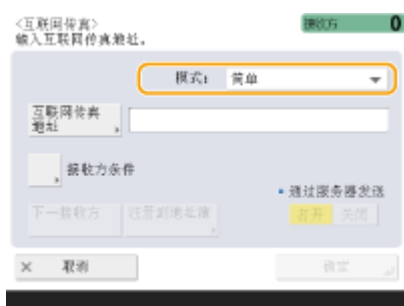 <互联网传真>
输入互联网传真地址。
接收方 0
模式: 简单
互联网传真
地址
接收方条件
通过服务器发送
下一接收方 注册到地址簿 打开 关闭
× 取消 确定